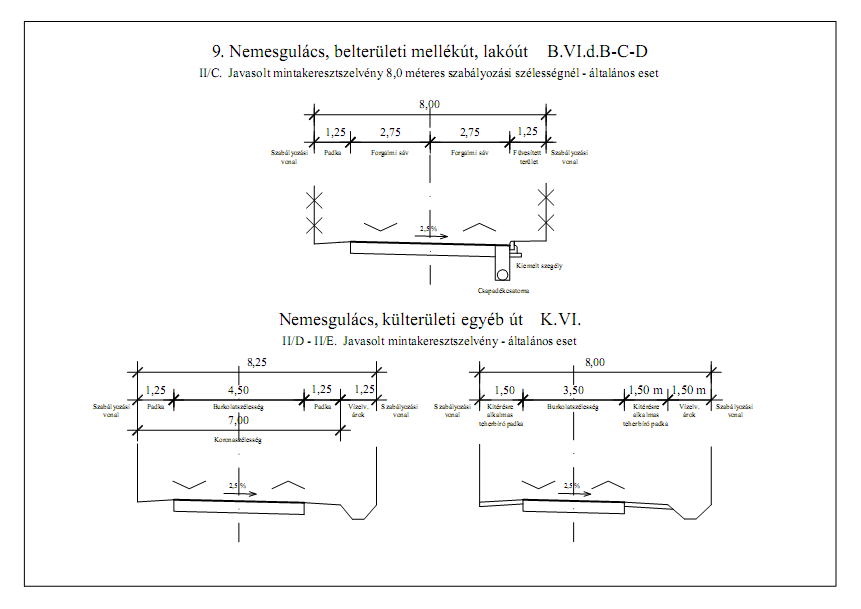 9. Nemesgulács, belterületi mellékút, lakóút B.VI.d.B-C-D
II/C. Javasolt mintakeresztszelvény 8,0 méteres szabályozási szélességnél - általános eset
8,00
1,25 2,75 2,75 1,25
Szabályozási Padka Forgalmi sáv Forgalmi sáv Füvesített Szabályozási
vonal terület vonal
2,5%
Kiemelt szegély
Csapadékcsatorna
Nemesgulács, külterületi egyéb út K.VI.
II/D - II/E. Javasolt mintakeresztszelvény - általános eset
8,25 8,00
1,25 4,50 1,25 1,25 1,50 3,50 1,50 m 1,50 m
Szabályozási Padka Burkolatszélesség Padka Vízelv. Szabályozási Szabályozási Kitérésre Burkolatszélesség Kitérésre Vízelv. Szabályozási
vonal árok vonal vonal alkalmas alkalmas árok vonal
7,00 teherbíró padka teherbíró padka
Koronaszélesség
2,5% 2,5%